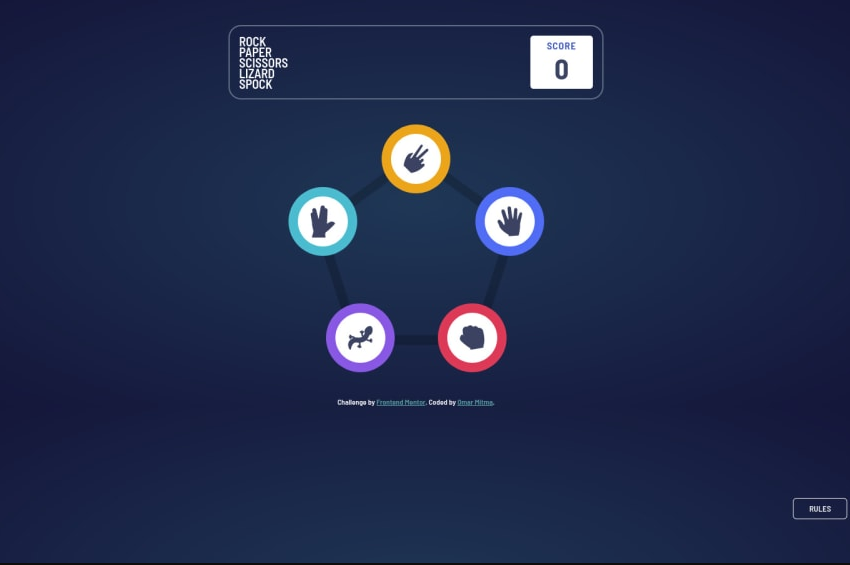 ROCK
PAPER
SCISSORS
LIZARD
SPOCK
SCORE
0
Challenge by Frontend Mentor. Coded by Omar Mitma.
RULES